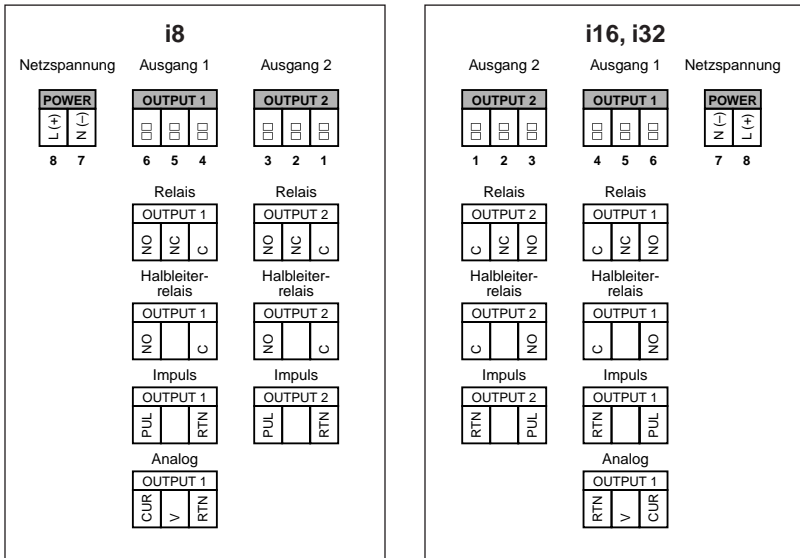 i8
Netzspannung Ausgang 1 Ausgang 2
POWER OUTPUT 1 OUTPUT 2
L (+) N (–)
8 7 6 5 4 3 2 1
Relais Relais
OUTPUT 1 OUTPUT 2
NO NC C NO NC C
Halbleiter- Halbleiter-
relais relais
OUTPUT 1 OUTPUT 2
NO C NO C
Impuls Impuls
OUTPUT 1 OUTPUT 2
PUL RTN PUL RTN
Analog
OUTPUT 1
CUR V RTN
i16, i32
Ausgang 2 Ausgang 1 Netzspannung
OUTPUT 2 OUTPUT 1 POWER
N (–) L (+)
1 2 3 4 5 6 7 8
Relais Relais
OUTPUT 2 OUTPUT 1
C NC NO C NC NO
Halbleiter- Halbleiter-
relais relais
OUTPUT 2 OUTPUT 1
C NO C NO
Impuls Impuls
OUTPUT 2 OUTPUT 1
RTN PUL RTN PUL
Analog
OUTPUT 1
RTN V CUR